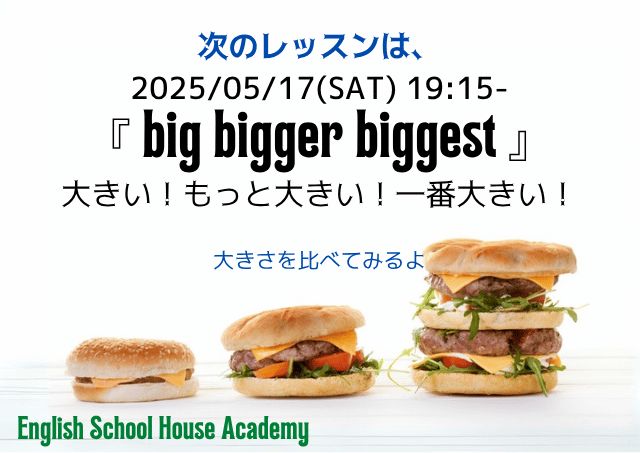 次のレッスンは、
2025/05/17(SAT) 19:15-
『 big bigger biggest 』
大きい！もっと大きい！一番大きい！
大きさを比べてみるよ
English School House Academy